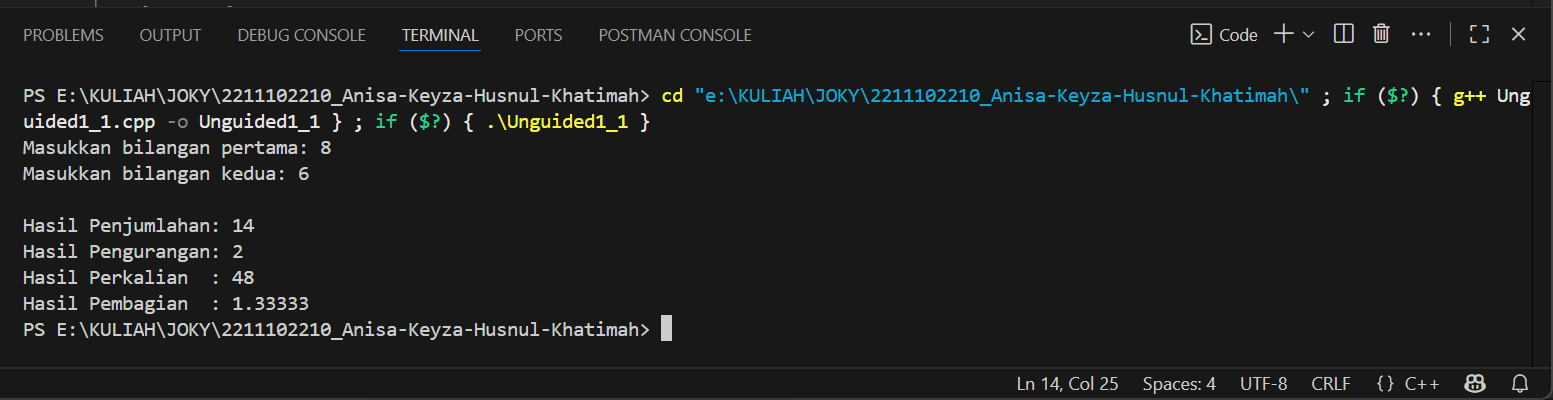 PROBLEMS OUTPUT DEBUG CONSOLE TERMINAL PORTS POSTMAN CONSOLE Code
PS E:\KULIAH\JOKY\2211102210_Anisa-Keyza-Husnul-Khatimah> cd "e:\KULIAH\JOKY\2211102210_Anisa-Keyza-Husnul-Khatimah\" ; if ($?) { g++ Ung
uided1_1.cpp -o Unguided1_1 } ; if ($?) { .\Unguided1_1 }
Masukkan bilangan pertama: 8
Masukkan bilangan kedua: 6
Hasil Penjumlahan: 14
Hasil Pengurangan: 2
Hasil Perkalian  : 48
Hasil Pembagian  : 1.33333
PS E:\KULIAH\JOKY\2211102210_Anisa-Keyza-Husnul-Khatimah>
Ln 14, Col 25 Spaces: 4 UTF-8 CRLF {} C++